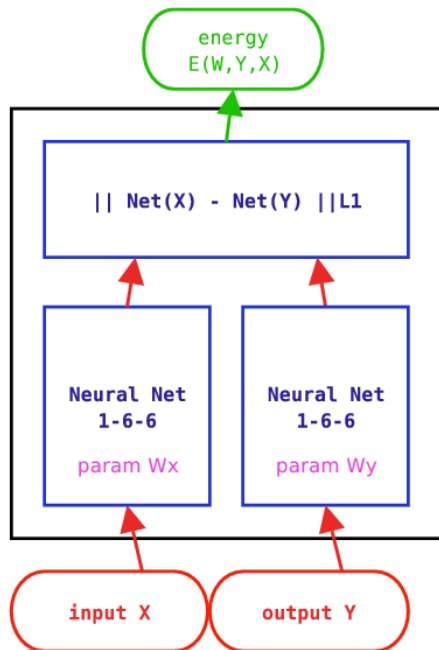 energy
E(W,Y,X)
|| Net(X) - Net(Y) ||L1
Neural Net
1-6-6
param Wx
Neural Net
1-6-6
param Wy
input X
output Y